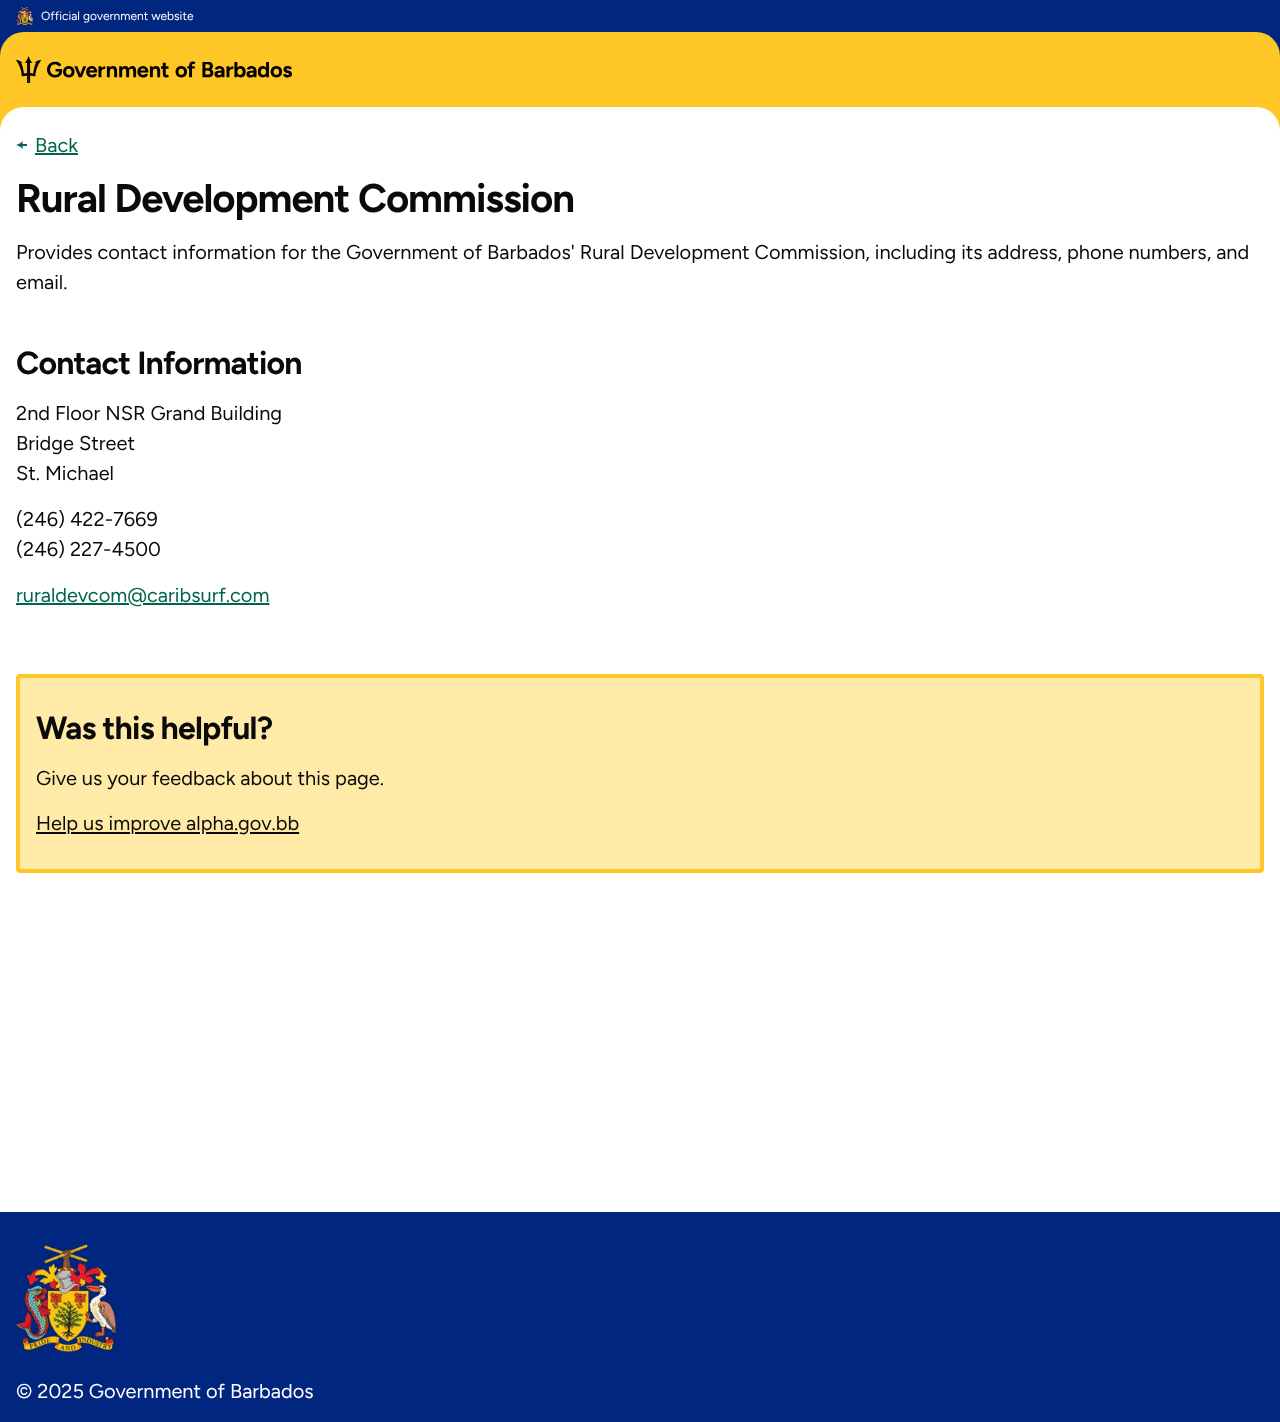 Official government website
Government of Barbados
Back
Rural Development Commission
Provides contact information for the Government of Barbados' Rural Development Commission, including its address, phone numbers, and
email.
Contact Information
2nd Floor NSR Grand Building
Bridge Street
St. Michael
(246) 422-7669
(246) 227-4500
ruraldevcom@caribsurf.com
Was this helpful?
Give us your feedback about this page.
Help us improve alpha.gov.bb
PRIDE AND INDUSTRY
© 2025 Government of Barbados